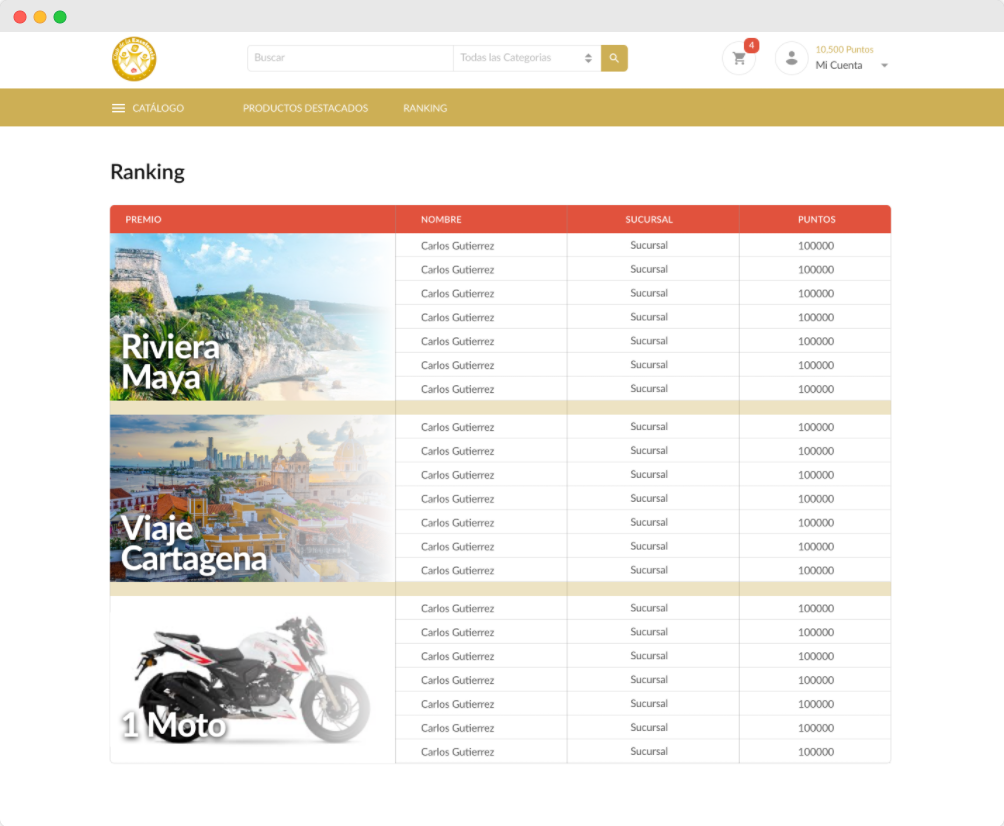 4
10,500 Puntos
Buscar Todas las Categorias Mi Cuenta
CATÁLOGO PRODUCTOS DESTACADOS RANKING
Ranking
PREMIO NOMBRE SUCURSAL PUNTOS
Carlos Gutierrez Sucursal 100000
Carlos Gutierrez Sucursal 100000
Carlos Gutierrez Sucursal 100000
Carlos Gutierrez Sucursal 100000
Riviera Carlos Gutierrez Sucursal 100000
Maya Carlos Gutierrez Sucursal 100000
Carlos Gutierrez Sucursal 100000
Carlos Gutierrez Sucursal 100000
Carlos Gutierrez Sucursal 100000
Carlos Gutierrez Sucursal 100000
Carlos Gutierrez Sucursal 100000
Viaje Carlos Gutierrez Sucursal 100000
Cartagena Carlos Gutierrez Sucursal 100000
Carlos Gutierrez Sucursal 100000
Carlos Gutierrez Sucursal 100000
Carlos Gutierrez Sucursal 100000
Carlos Gutierrez Sucursal 100000
Carlos Gutierrez Sucursal 100000
Carlos Gutierrez Sucursal 100000
1 Moto Carlos Gutierrez Sucursal 100000
Carlos Gutierrez Sucursal 100000